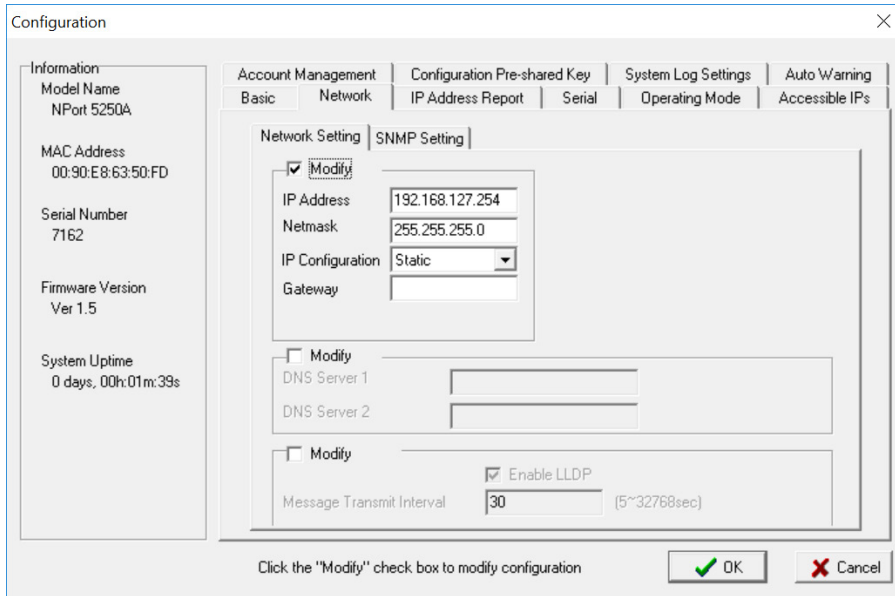 Configuration
Information
Model Name
NPort 5250A
MAC Address
00:90:E8:63:50:FD
Serial Number
7162
Firmware Version
Ver 1.5
System Uptime
0 days, 00h:01m:39s
Account Management Configuration Pre-shared Key System Log Settings Auto Warning
Basic Network IP Address Report Serial Operating Mode Accessible IPs
Network Setting SNMP Setting
Modify
IP Address 192.168.127.254
Netmask 255.255.255.0
IP Configuration Static
Gateway
Modify
DNS Server 1
DNS Server 2
Modify
Enable LLDP
Message Transmit Interval 30 (5~32768sec)
Click the "Modify" check box to modify configuration OK Cancel